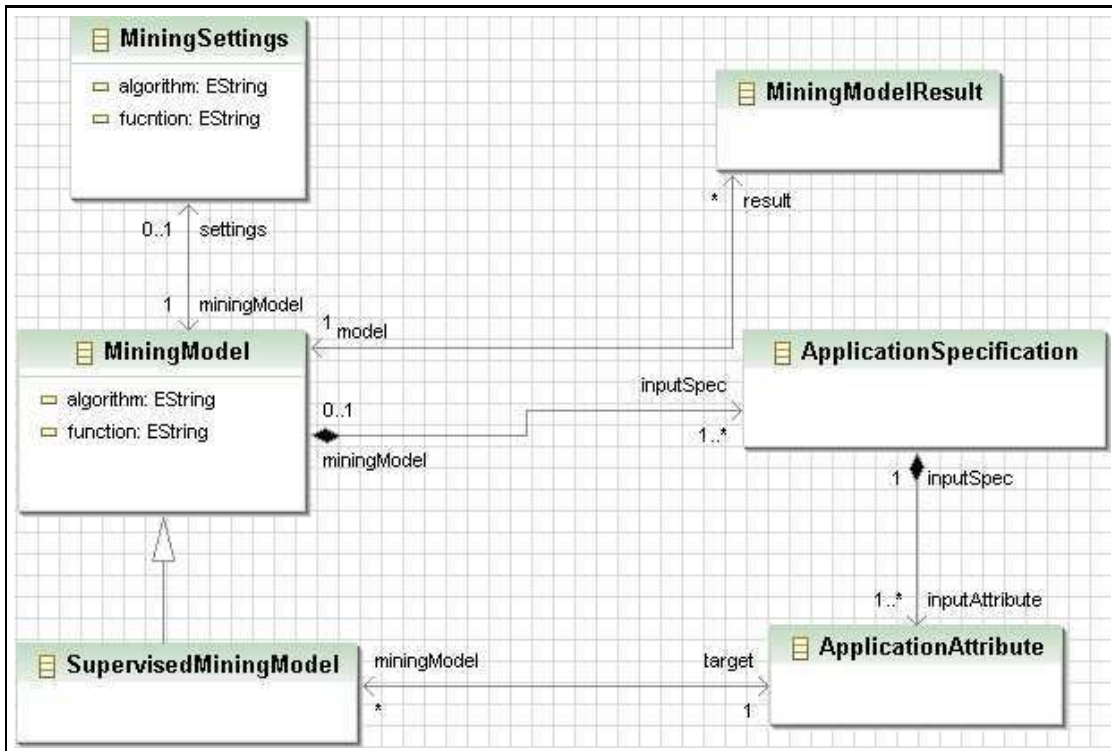 MiningSettings
algorithm: EString
fucntion: EString
MiningModelResult
0..1 settings
* result
1 miningModel
1 model
MiningModel
algorithm: EString
function: EString
ApplicationSpecification
inputSpec
0..1
1..*
miningModel
1 inputSpec
1..* inputAttribute
SupervisedMiningModel
miningModel
target
ApplicationAttribute
*
1